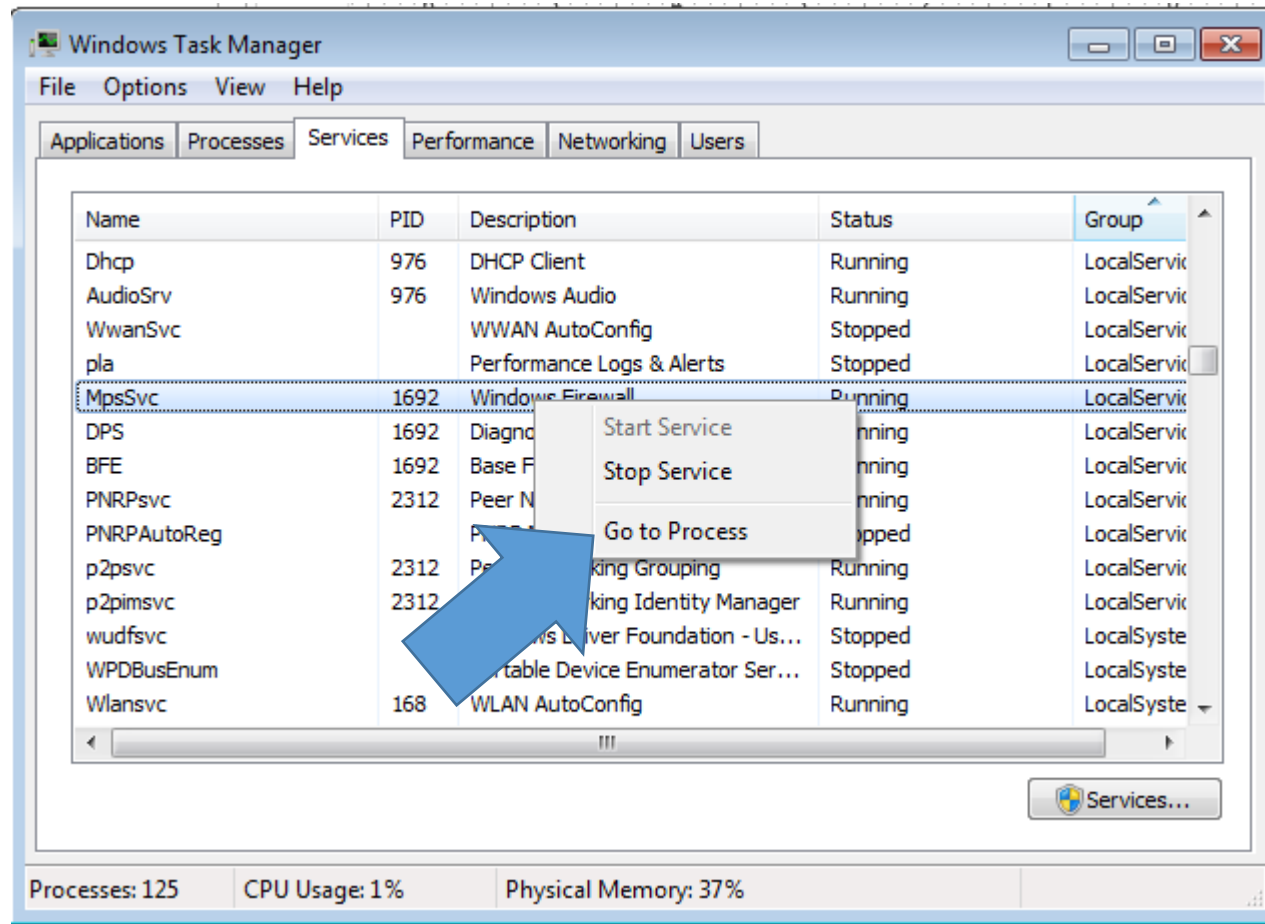 Windows Task Manager
File Options View Help
Applications Processes Services Performance Networking Users
Name PID Description Status Group
Dhcp 976 DHCP Client Running LocalServic
AudioSrv 976 Windows Audio Running LocalServic
WwanSvc WWAN AutoConfig Stopped LocalServic
pla Performance Logs & Alerts Stopped LocalServic
MpsSvc 1692 Windows Firewall Running LocalServic
DPS 1692 Diagno nning LocalServic
Start Service
BFE 1692 Base F nning LocalServic
Stop Service
PNRPsvc 2312 Peer N nning LocalServic
PNRPAutoReg opped LocalServic
Go to Process
p2psvc 2312 Pe king Grouping Running LocalServic
p2pimsvc 2312 king Identity Manager Running LocalServic
wudfsvc iver Foundation - Us... Stopped LocalSyste
WPDBusEnum table Device Enumerator Ser... Stopped LocalSyste
Wlansvc 168 WLAN AutoConfig Running LocalSyste
Services...
Processes: 125 CPU Usage: 1% Physical Memory: 37%